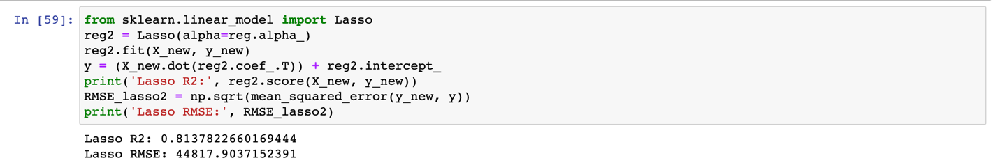 In [59]: from sklearn.linear_model import Lasso
reg2 = Lasso(alpha=reg.alpha_)
reg2.fit(X_new, y_new)
y = (X_new.dot(reg2.coef_.T)) + reg2.intercept_
print('Lasso R2:', reg2.score(X_new, y_new))
RMSE_lasso2 = np.sqrt(mean_squared_error(y_new, y))
print('Lasso RMSE:', RMSE_lasso2)
Lasso R2: 0.8137822660169444
Lasso RMSE: 44817.9037152391